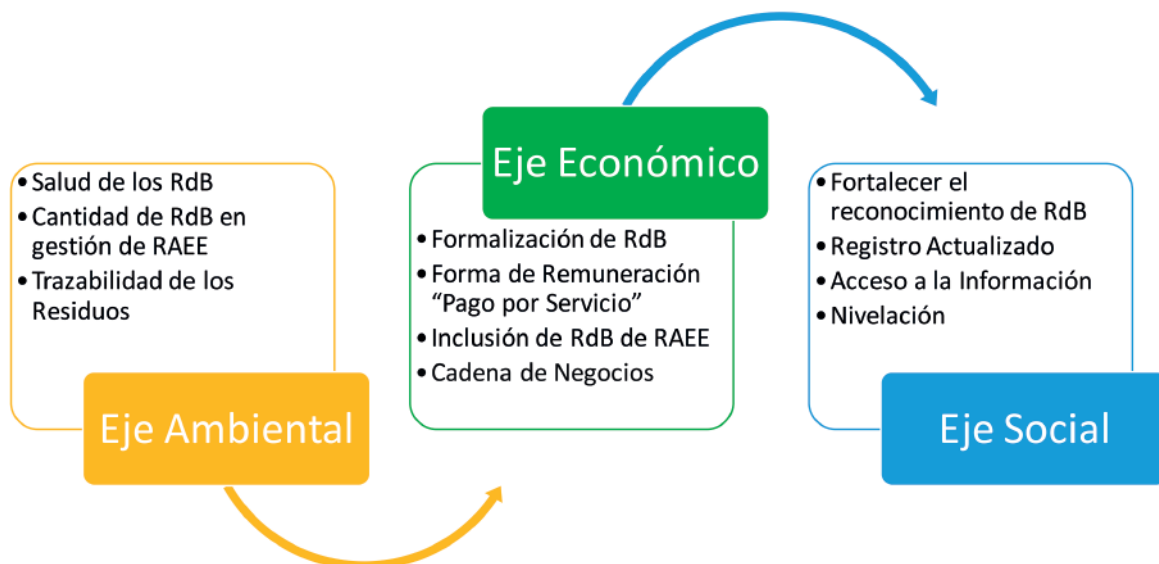 • Salud de los RdB
• Cantidad de RdB en
gestión de RAEE
• Trazabilidad de los
Residuos
Eje Ambiental
Eje Económico
• Formalización de RdB
• Forma de Remuneración
“Pago por Servicio”
• Inclusión de RdB de RAEE
• Cadena de Negocios
• Fortalecer el
reconocimiento de RdB
• Registro Actualizado
• Acceso a la Información
• Nivelación
Eje Social